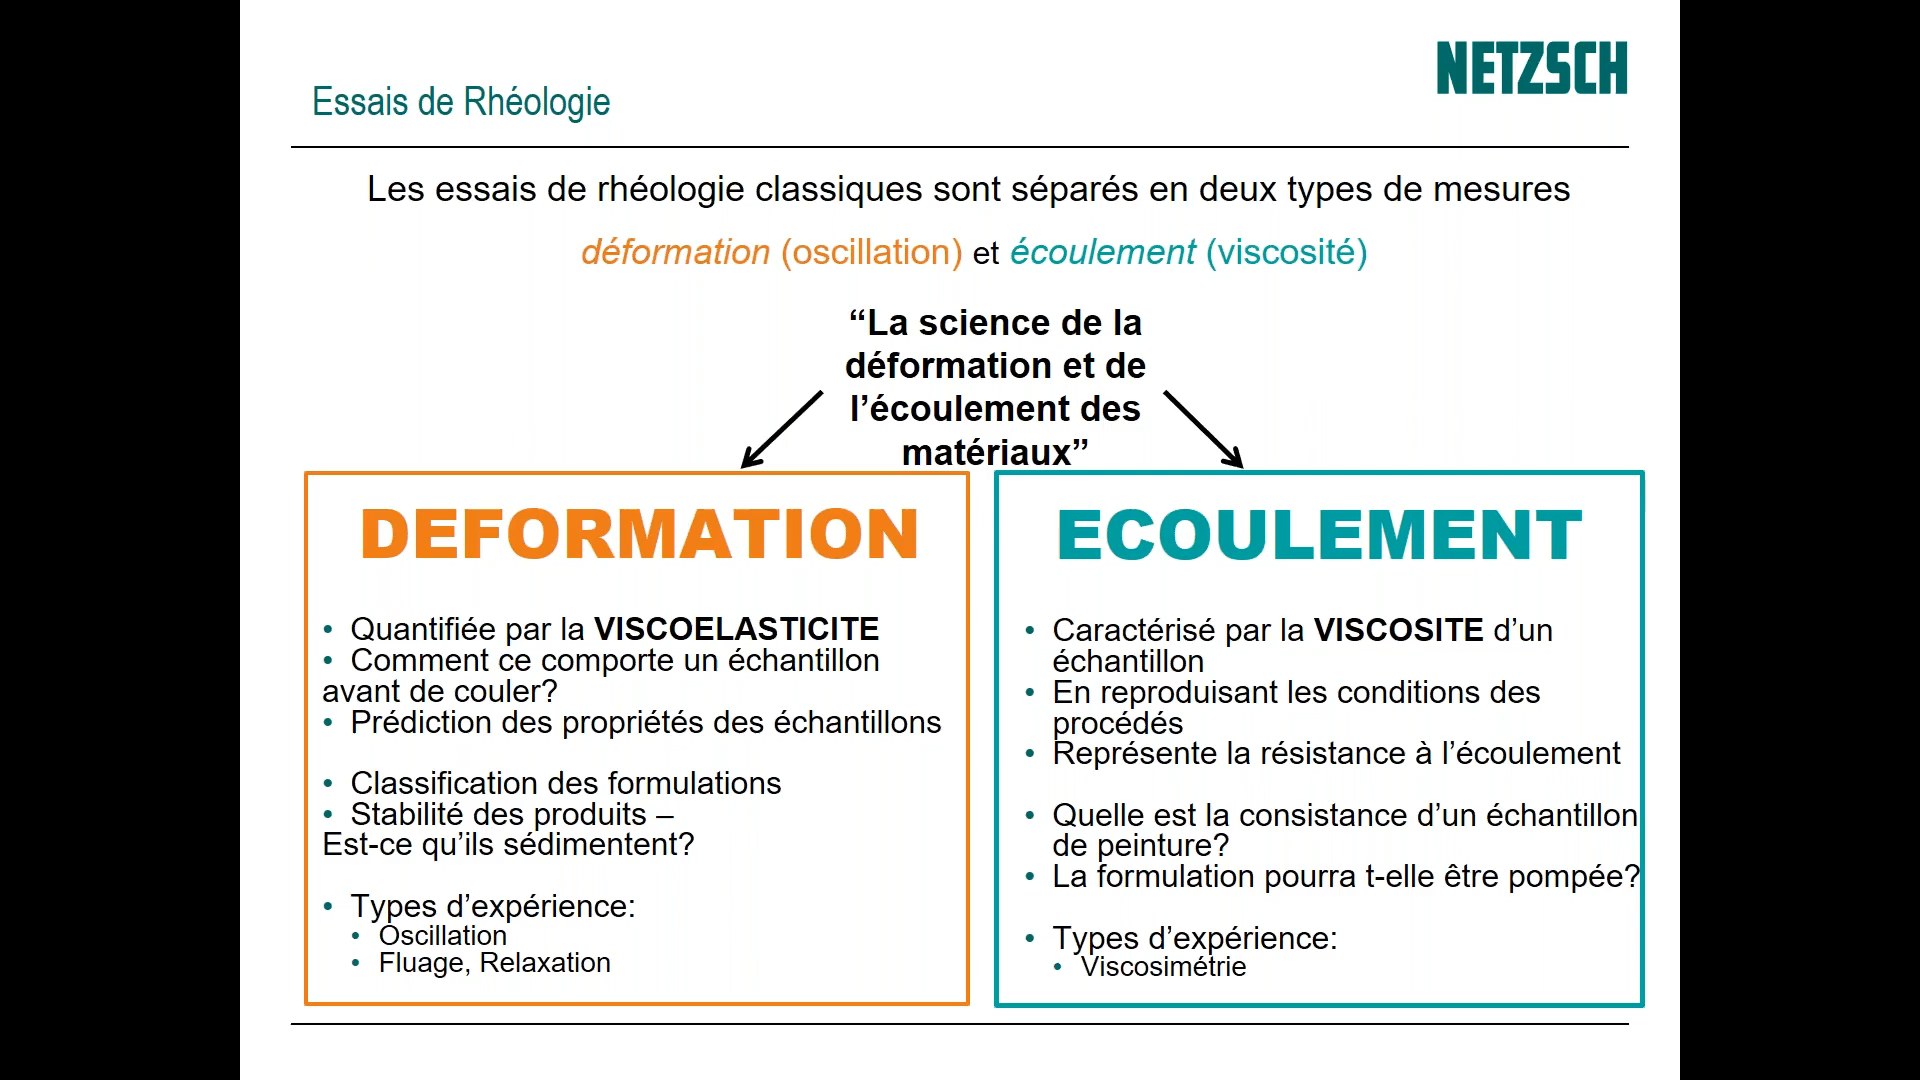 NETZSCH
Essais de Rhéologie
Les essais de rhéologie classiques sont séparés en deux types de mesures
déformation (oscillation) et écoulement (viscosité)
“La science de la
déformation et de
l’écoulement des
matériaux”
DEFORMATION
• Quantifiée par la VISCOELASTICITE
• Comment ce comporte un échantillon
avant de couler?
• Prédiction des propriétés des échantillons
• Classification des formulations
• Stabilité des produits –
Est-ce qu’ils sédimentent?
• Types d’expérience:
• Oscillation
• Fluage, Relaxation
ECOULEMENT
• Caractérisé par la VISCOSITE d’un
échantillon
• En reproduisant les conditions des
procédés
• Représente la résistance à l’écoulement
• Quelle est la consistance d’un échantillon
de peinture?
• La formulation pourra t-elle être pompée?
• Types d’expérience:
• Viscosimétrie